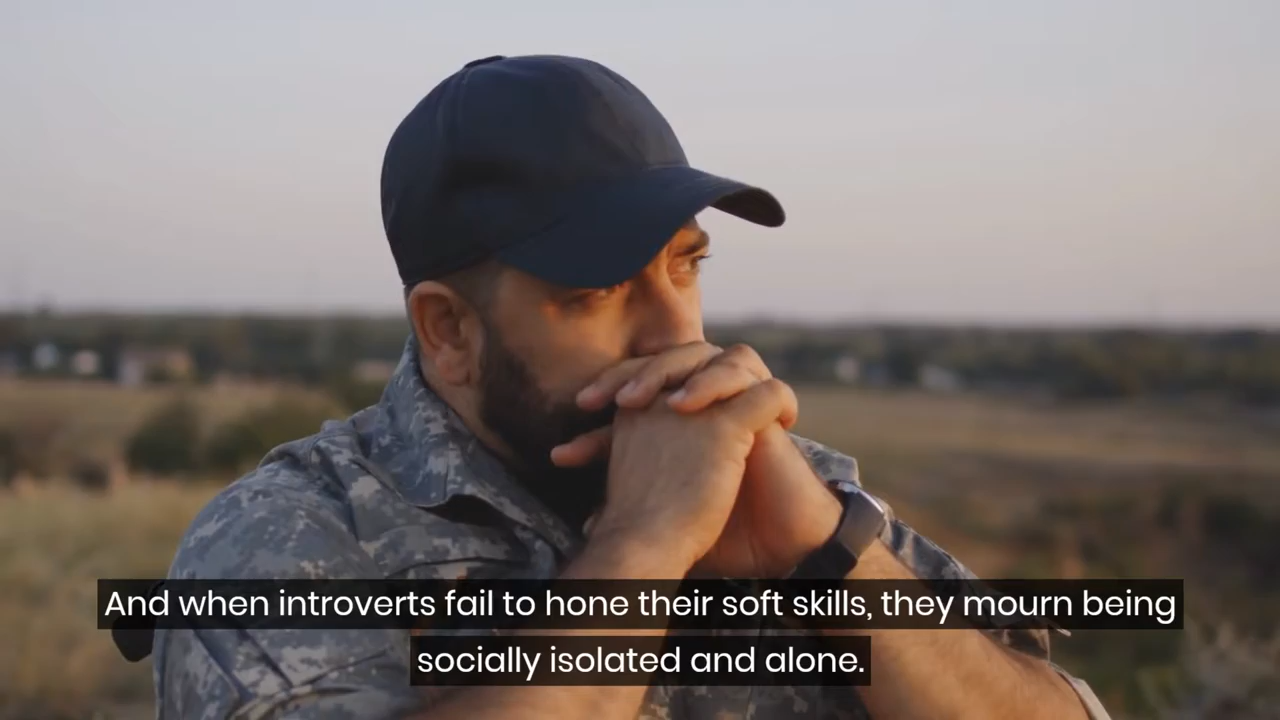 And when introverts fail to hone their soft skills, they mourn being
socially isolated and alone.